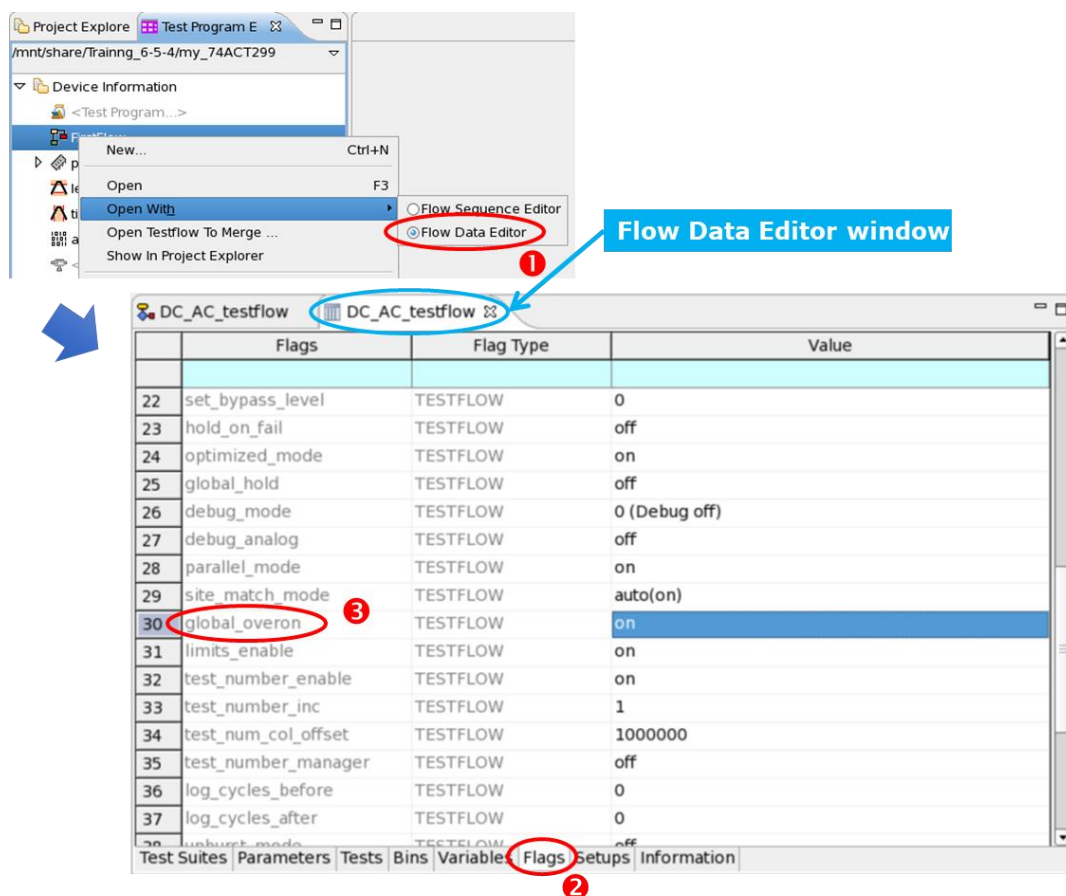 Project Explore Test Program E
/mnt/share/Trainng_6-5-4/my_74ACT299
Device Information
<Test Program...>
New... Ctrl+N
Open F3
Open With Flow Sequence Editor
Open Testflow To Merge ... Flow Data Editor
Show In Project Explorer
1
Flow Data Editor window
DC_AC_testflow DC_AC_testflow
Flags Flag Type Value
22 set_bypass_level TESTFLOW 0
23 hold_on_fail TESTFLOW off
24 optimized_mode TESTFLOW on
25 global_hold TESTFLOW off
26 debug_mode TESTFLOW 0 (Debug off)
27 debug_analog TESTFLOW off
28 parallel_mode TESTFLOW on
29 site_match_mode TESTFLOW auto(on)
3
30 global_overon TESTFLOW on
31 limits_enable TESTFLOW on
32 test_number_enable TESTFLOW on
33 test_number_inc TESTFLOW 1
34 test_num_col_offset TESTFLOW 1000000
35 test_number_manager TESTFLOW off
36 log_cycles_before TESTFLOW 0
37 log_cycles_after TESTFLOW 0
Test Suites Parameters Tests Bins Variables Flags Setups Information
2